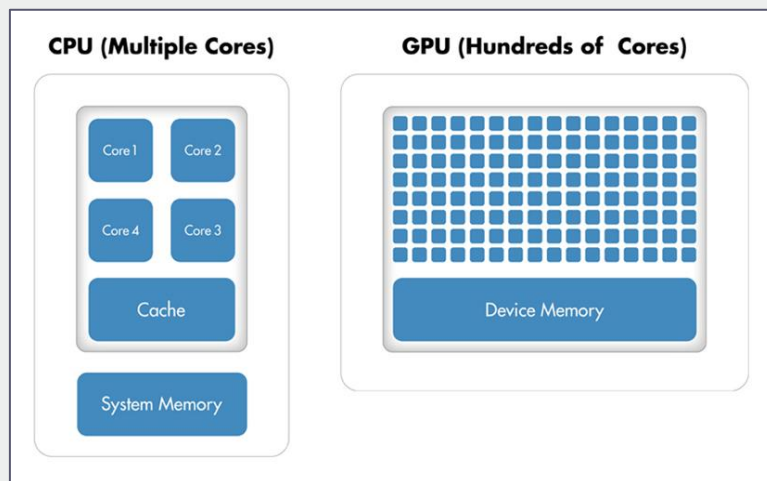 CPU (Multiple Cores)
Core 1
Core 2
Core 4
Core 3
Cache
System Memory
GPU (Hundreds of Cores)
Device Memory